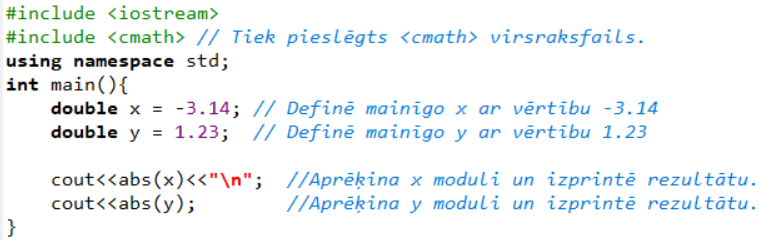 #include <iostream>
#include <cmath> // Tiek pieslēgts <cmath> virsraksfails.
using namespace std;
int main(){
    double x = -3.14; // Definē mainīgo x ar vērtību -3.14
    double y = 1.23;  // Definē mainīgo y ar vērtību 1.23

    cout<<abs(x)<<"\n";  //Aprēķina x moduli un izprintē rezultātu.
    cout<<abs(y);        //Aprēķina y moduli un izprintē rezultātu.
}